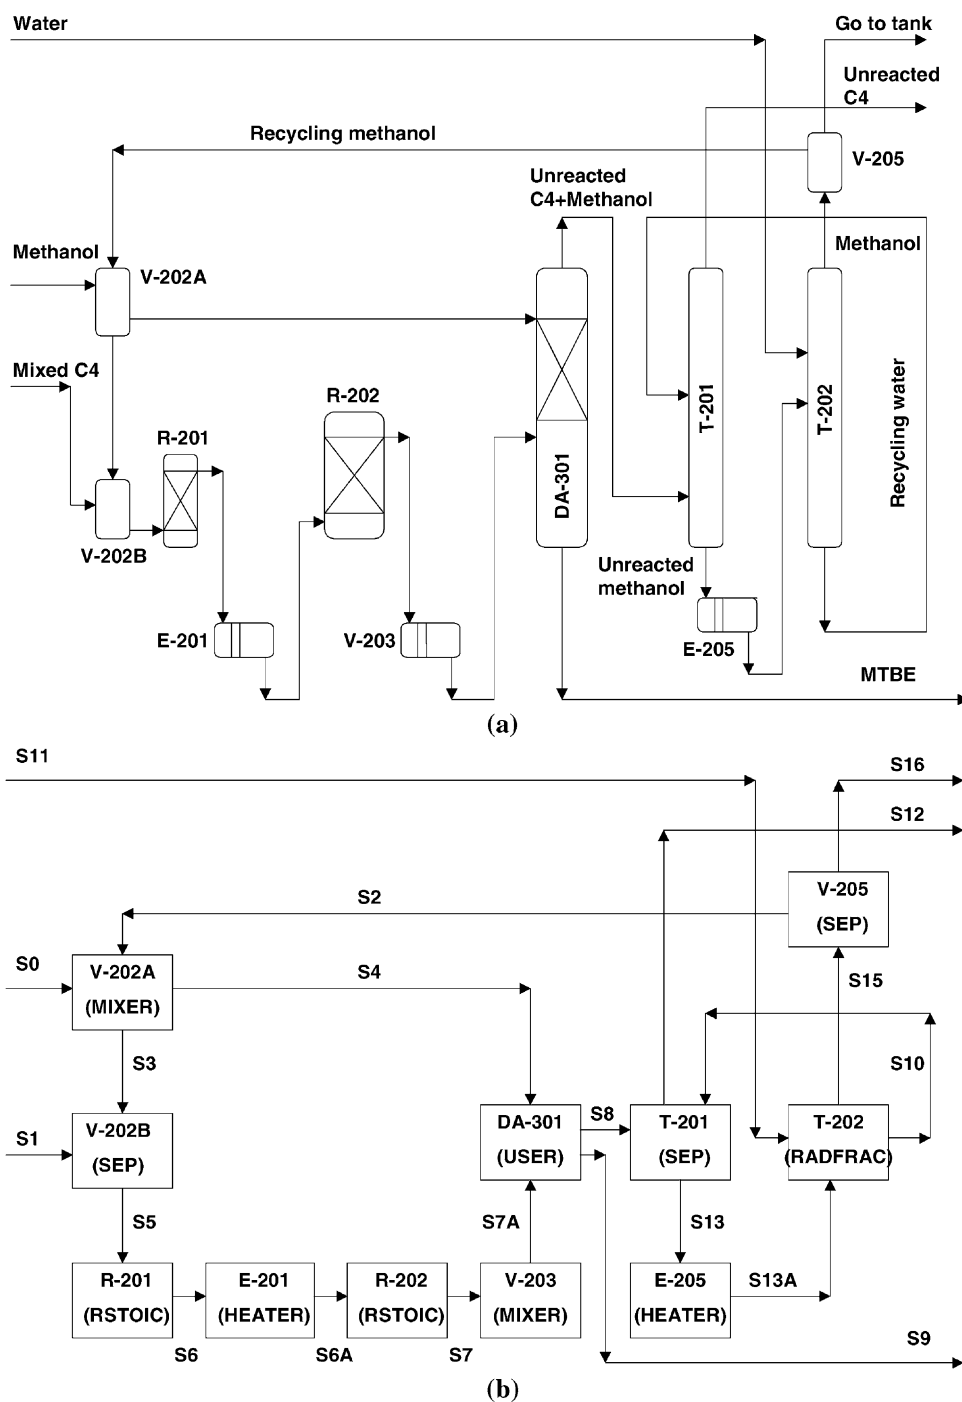 Water
Go to tank
Unreacted
C4
Recycling methanol
V-205
Unreacted
C4+Methanol
Methanol
Methanol
V-202A
Mixed C4
R-202
R-201
T-201
T-202
Recycling water
DA-301
V-202B
Unreacted
methanol
E-201
V-203
E-205
MTBE
(a)
S11
S16
S12
V-205
(SEP)
S2
S0
V-202A
(MIXER)
S4
S15
S3
S10
S1
V-202B
(SEP)
DA-301
(USER)
S8
T-201
(SEP)
T-202
(RADFRAC)
S5
S7A
S13
R-201
(RSTOIC)
E-201
(HEATER)
R-202
(RSTOIC)
V-203
(MIXER)
E-205
(HEATER)
S13A
S6
S6A
S7
S9
(b)